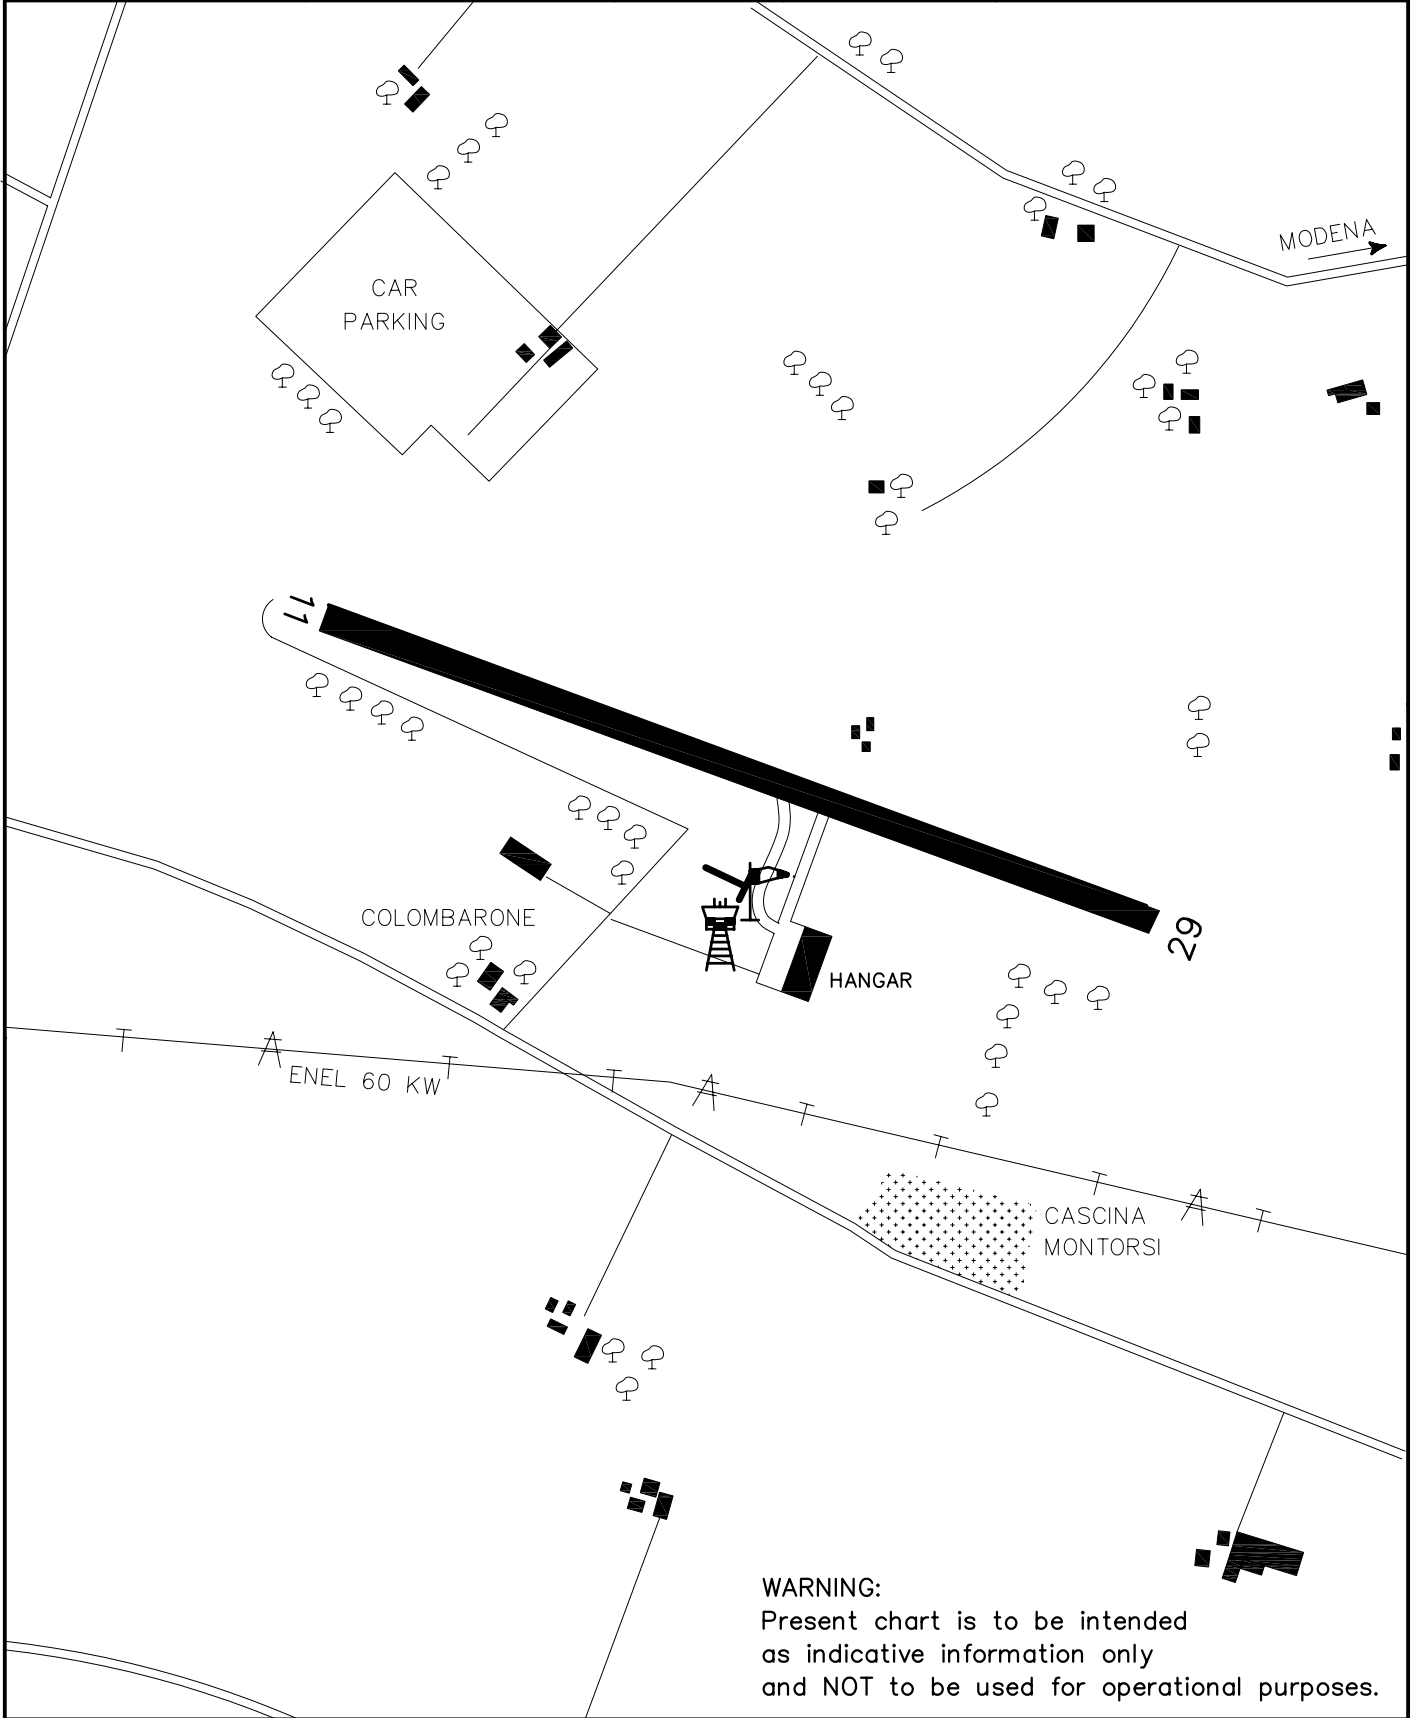 MODENA
CAR
PARKING
11
29
COLOMBARONE
HANGAR
ENEL 60 KW
CASCINA
MONTORSI
WARNING:
Present chart is to be intended
as indicative information only
and NOT to be used for operational purposes.